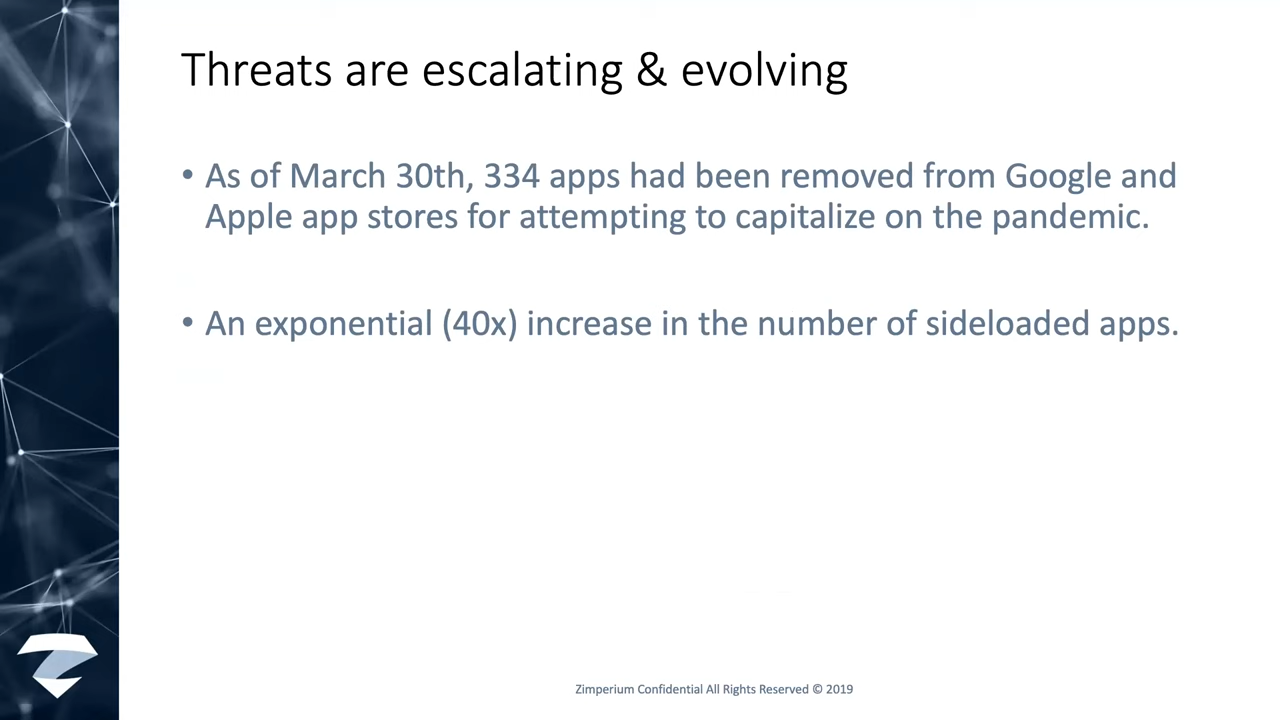 Threats are escalating & evolving
• As of March 30th, 334 apps had been removed from Google and
Apple app stores for attempting to capitalize on the pandemic.
• An exponential (40x) increase in the number of sideloaded apps.
Zimperium Confidential All Rights Reserved © 2019